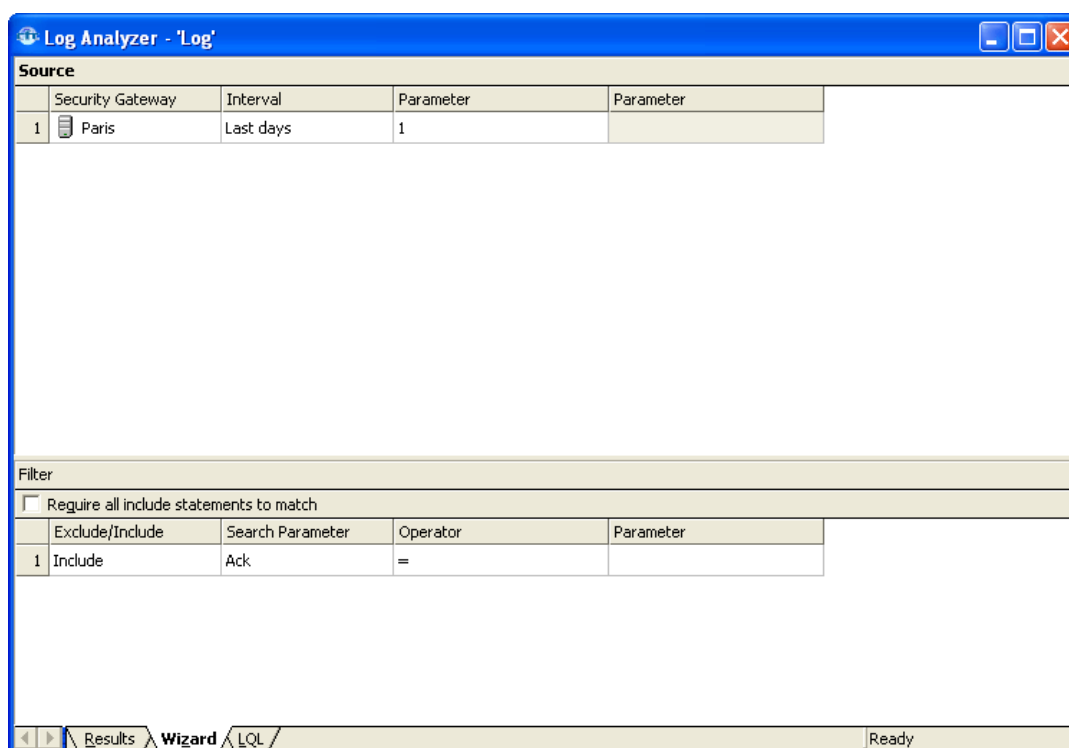 Log Analyzer - 'Log'
Source
Security Gateway Interval Parameter Parameter
1 Paris Last days 1
Filter
Require all include statements to match
Exclude/Include Search Parameter Operator Parameter
1 Include Ack =
Results Wizard LQL Ready